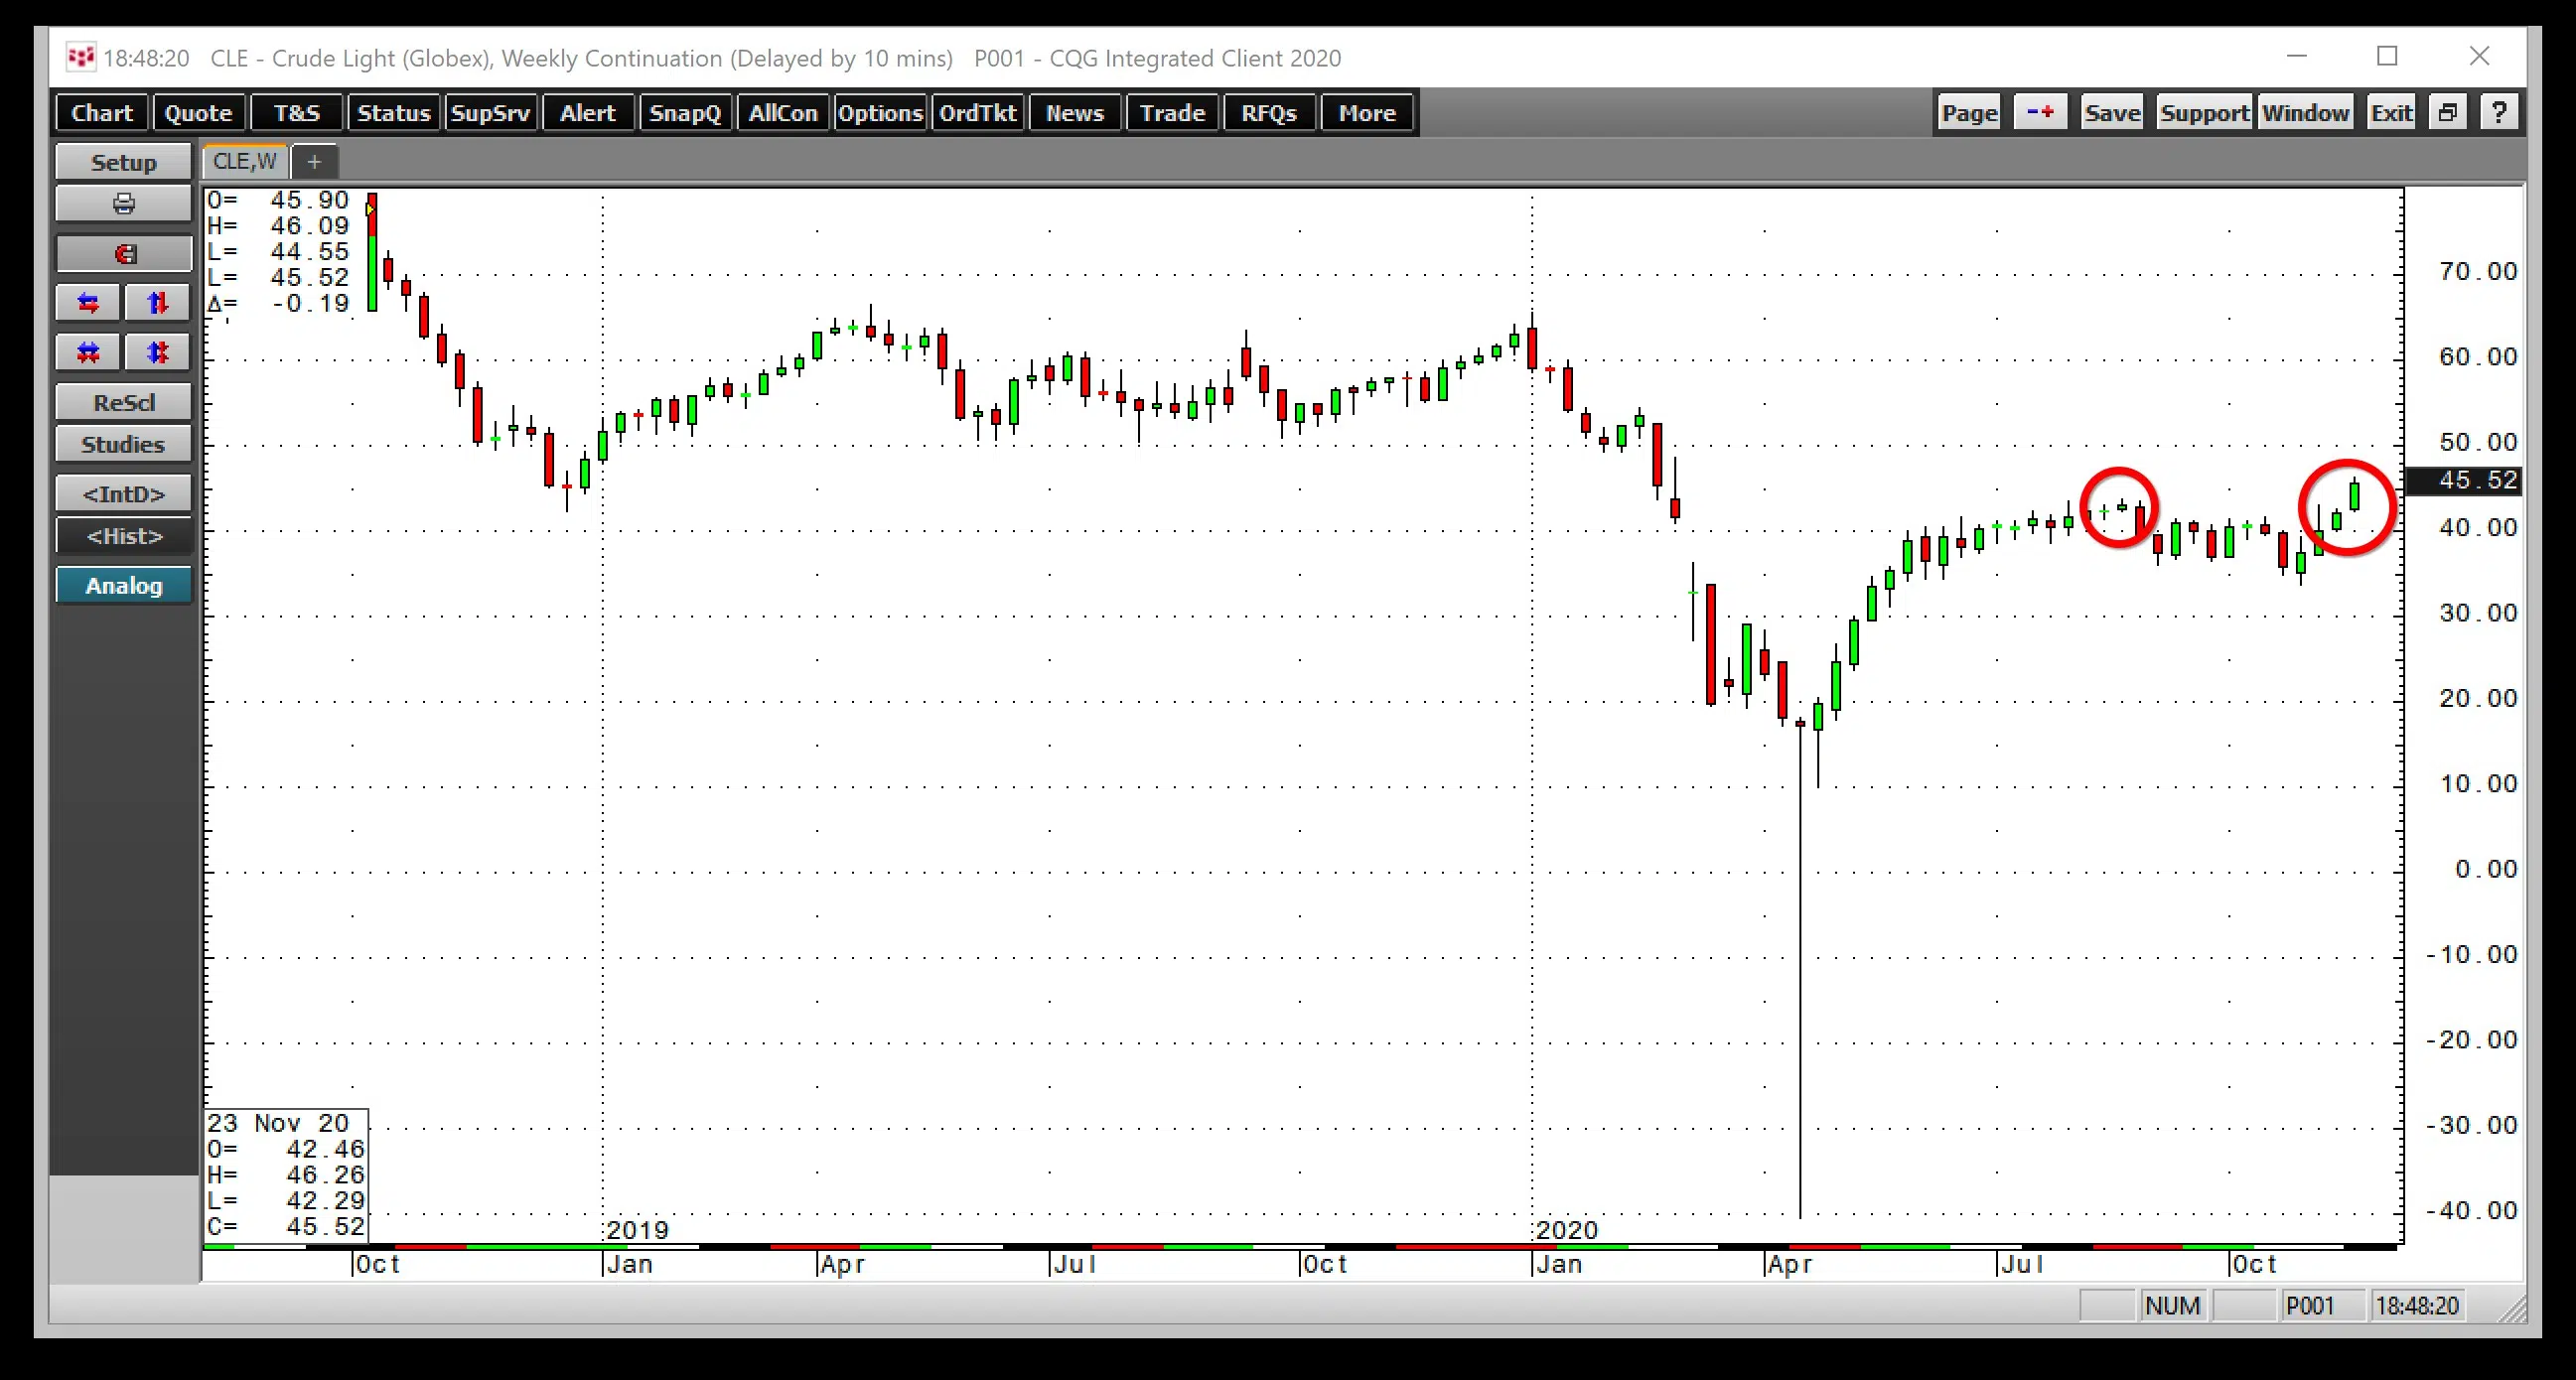 18:48:20 CLE - Crude Light (Globex), Weekly Continuation (Delayed by 10 mins) P001 - CQG Integrated Client 2020
Chart Quote T&S Status SupSrv Alert SnapQ AllCon Options OrdTkt News Trade RFQs More Page -+ Save Support Window Exit ?
Setup
CLE,W +
O= 45.90
H= 46.09
L= 44.55
L= 45.52
Δ= -0.19
ReScl
Studies
<IntD>
<Hist>
Analog
70.00
60.00
50.00
45.52
40.00
30.00
20.00
10.00
0.00
-10.00
-20.00
-30.00
-40.00
23 Nov 20
O= 42.46
H= 46.26
L= 42.29
C= 45.52
2019 2020
Oct Jan Apr Jul Oct Jan Apr Jul Oct
NUM P001 18:48:20